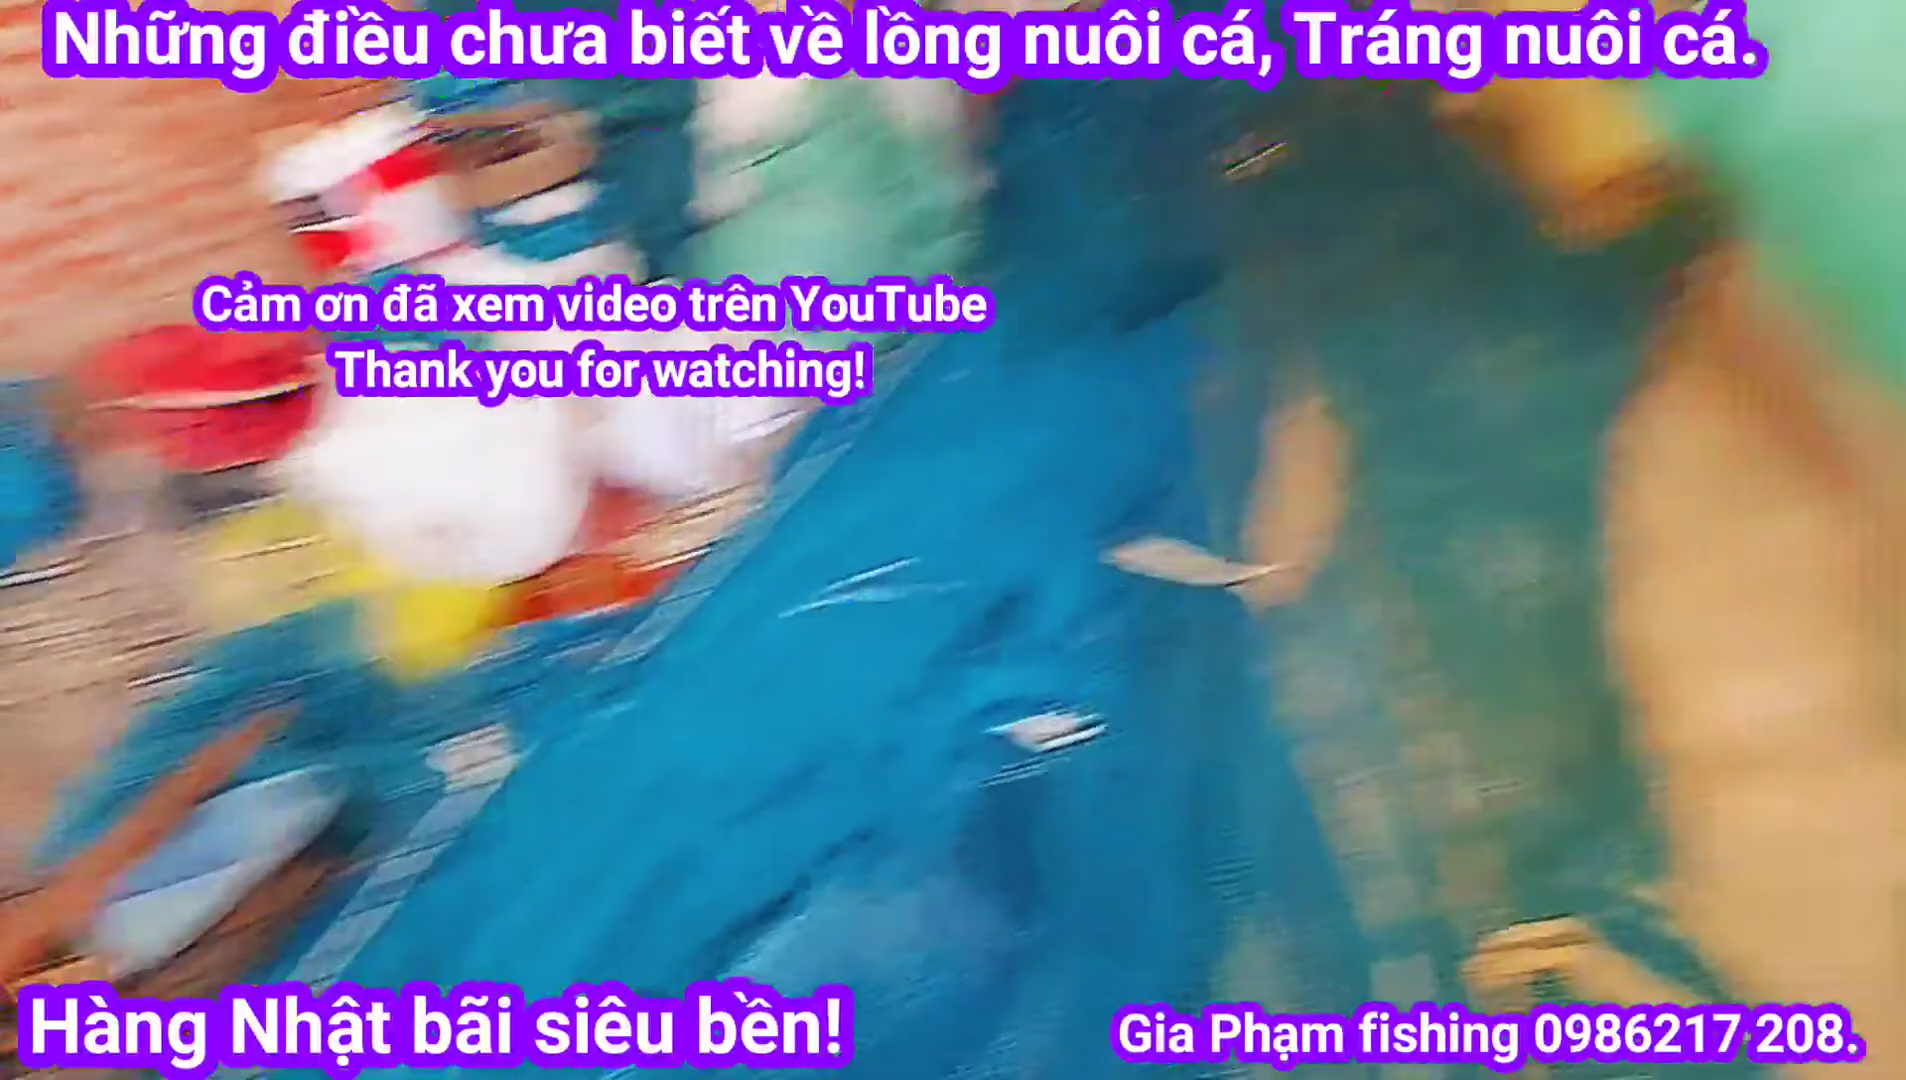 Những điều chưa biết về lồng nuôi cá, Tráng nuôi cá.
Cảm ơn đã xem video trên YouTube
Thank you for watching!
Hàng Nhật bãi siêu bền!
Gia Phạm fishing 0986217 208.